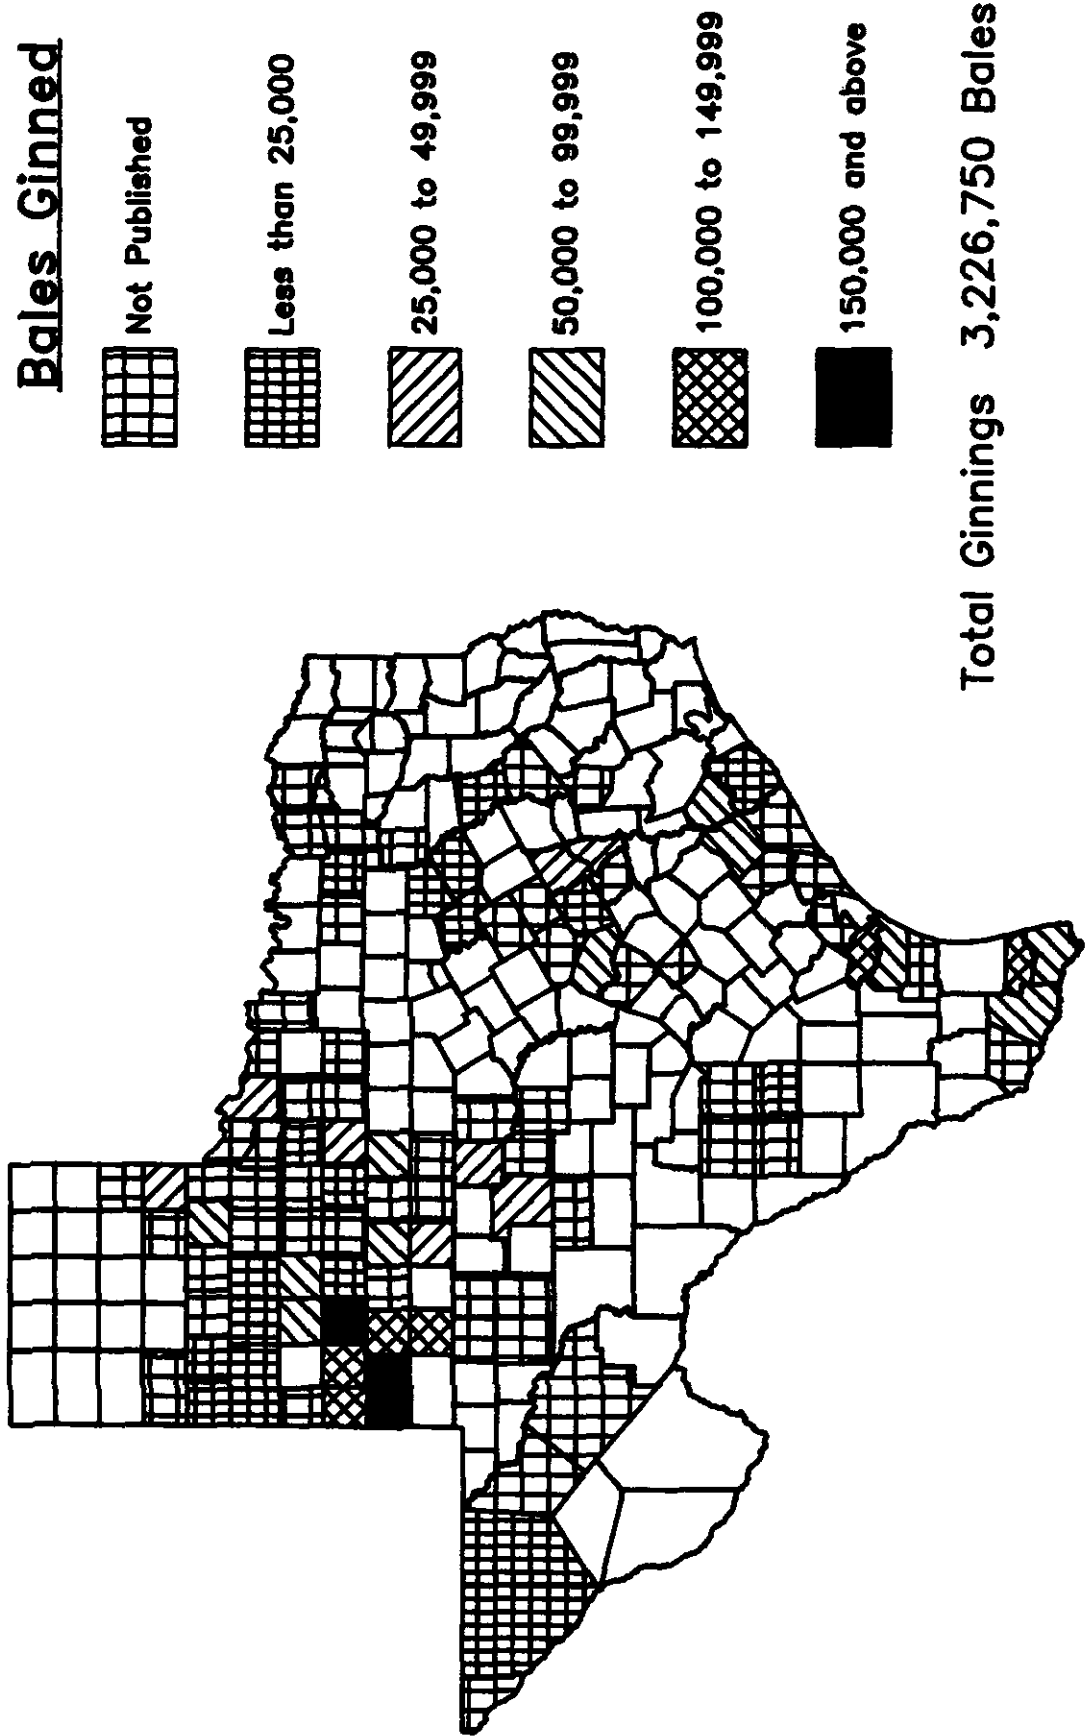 Bales Ginned
Not Published
Less than 25,000
25,000 to 49,999
50,000 to 99,999
100,000 to 149,999
150,000 and above
Total Ginnings 3,226,750 Bales